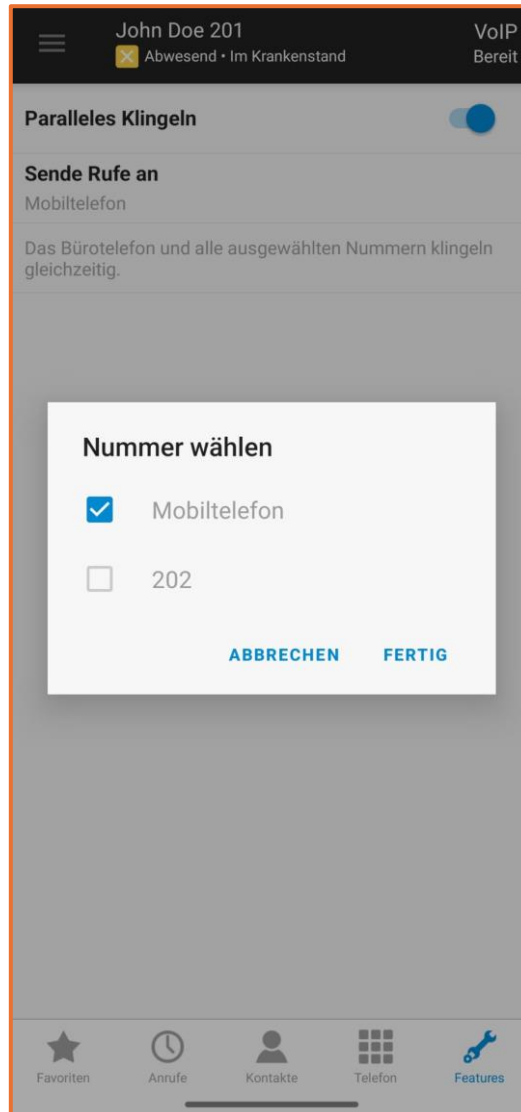 John Doe 201
VoIP
Abwesend • Im Krankenstand
Bereit
Paralleles Klingeln
Sende Rufe an
Mobiltelefon
Das Bürotelefon und alle ausgewählten Nummern klingeln
gleichzeitig.
Nummer wählen
Mobiltelefon
202
ABBRECHEN
FERTIG
Favoriten
Anrufe
Kontakte
Telefon
Features